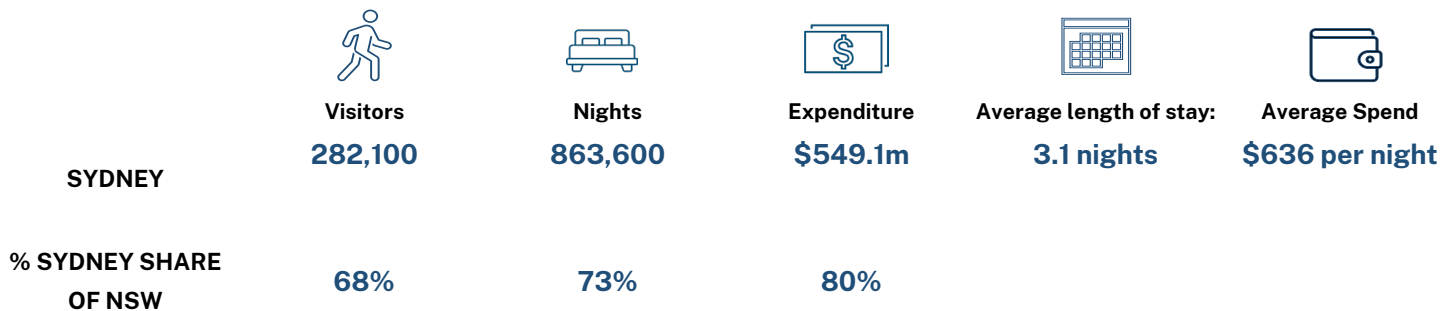 Visitors
Nights
Expenditure
Average length of stay:
Average Spend
SYDNEY
282,100
863,600
$549.1m
3.1 nights
$636 per night
% SYDNEY SHARE
OF NSW
68%
73%
80%